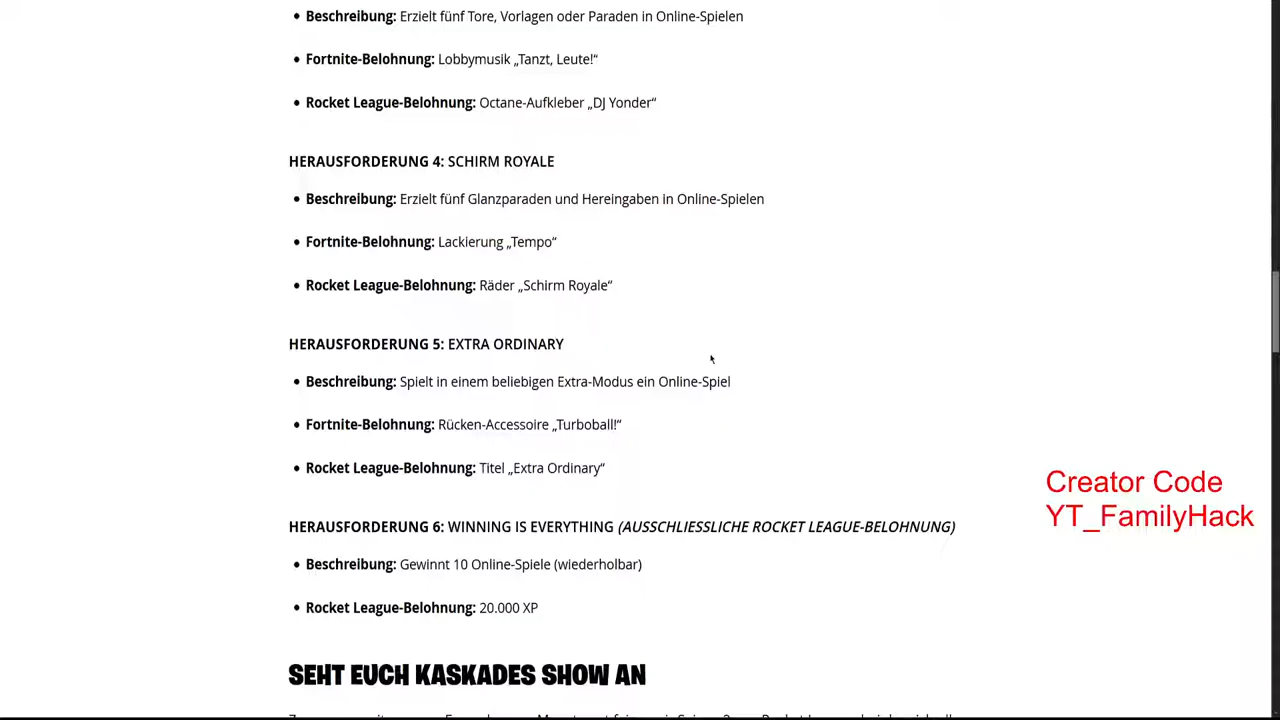 • Beschreibung: Erzielt fünf Tore, Vorlagen oder Paraden in Online-Spielen
• Fortnite-Belohnung: Lobbymusik „Tanzt, Leute!“
• Rocket League-Belohnung: Octane-Aufkleber „DJ Yonder“
HERAUSFORDERUNG 4: SCHIRM ROYALE
• Beschreibung: Erzielt fünf Glanzparaden und Hereingaben in Online-Spielen
• Fortnite-Belohnung: Lackierung „Tempo“
• Rocket League-Belohnung: Räder „Schirm Royale“
HERAUSFORDERUNG 5: EXTRA ORDINARY
• Beschreibung: Spielt in einem beliebigen Extra-Modus ein Online-Spiel
• Fortnite-Belohnung: Rücken-Accessoire „Turboball!“
• Rocket League-Belohnung: Titel „Extra Ordinary“
HERAUSFORDERUNG 6: WINNING IS EVERYTHING (AUSSCHLIESSLICHE ROCKET LEAGUE-BELOHNUNG)
• Beschreibung: Gewinnt 10 Online-Spiele (wiederholbar)
• Rocket League-Belohnung: 20.000 XP
SEHT EUCH KASKADES SHOW AN
Creator Code
YT_FamilyHack